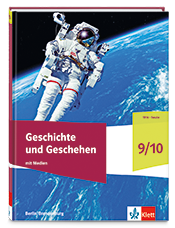 Geschichte
und Geschehen
mit Medien
9/10
Berlin/Brandenburg
Klett